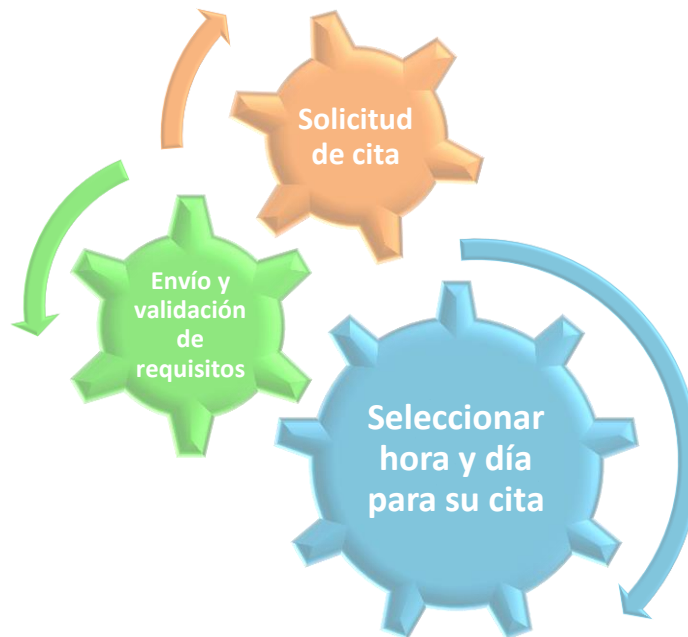 Solicitud
de cita
Envío y
validación
de
requisitos
Seleccionar
hora y día
para su cita